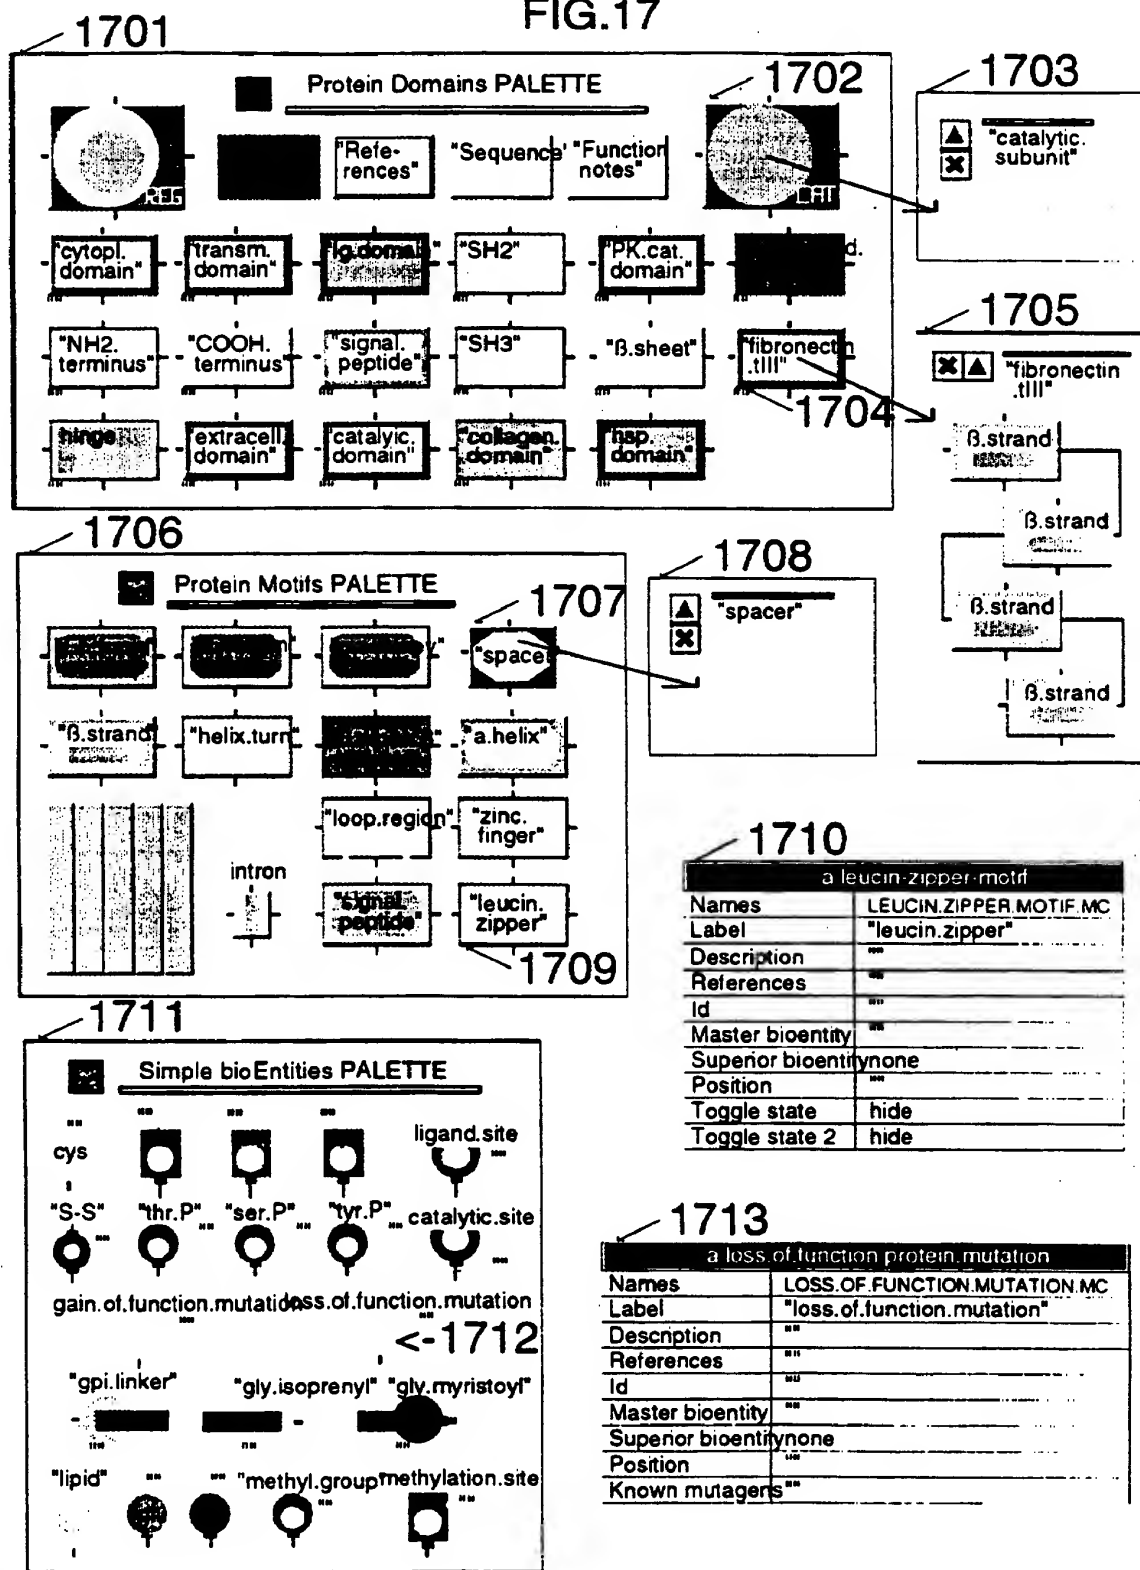 FIG.17
1701
Protein Domains PALETTE
1702
1703
REG
"Refe-
rences"
"Sequence'
"Function
notes"
CAT
"catalytic.
subunit"
"cytopl.
domain"
"transm.
domain"
"SH2"
"PK.cat.
domain"
d.
1705
"NH2.
terminus"
"COOH.
terminus"
"signal.
peptide"
"SH3"
"ß.sheet"
"fibronectin
.tIII"
1704
"fibronectin
.tIII"
hinge
"extracell.
domain"
"catalyic.
domain"
"collagen.
domain"
"hsp.
domain"
ß.strand
ß.strand
ß.strand
ß.strand
1706
Protein Motifs PALETTE
1707
1708
"spacer
"spacer"
"ß.strand"
"helix.turn"
"a.helix"
"loop.region"
"zinc.
finger"
intron
"signal.
peptide"
"leucin.
zipper"
1709
1710
a leucin-zipper-motif
Names LEUCIN.ZIPPER.MOTIF.MC
Label "leucin.zipper"
Description ""
References ""
Id ""
Master bioentity ""
Superior bioentitynone
Position ""
Toggle state hide
Toggle state 2 hide
1711
Simple bioEntities PALETTE
"" "" "" ""
cys
ligand.site
""
"S-S" "thr.P" "ser.P" "tyr.P"
catalytic.site
"" "" "" "" ""
gain.of.function.mutation
loss.of.function.mutation
"" ""
<-1712
"gpi.linker" "gly.isoprenyl" "gly.myristoyl"
"" "" ""
"lipid" "" "" "methyl.group" methylation.site
"" ""
1713
a loss.of.function protein.mutation
Names LOSS.OF.FUNCTION.MUTATION.MC
Label "loss.of.function.mutation"
Description ""
References ""
Id ""
Master bioentity ""
Superior bioentitynone
Position ""
Known mutagens""